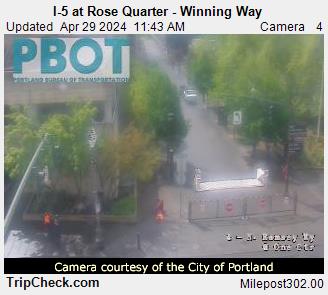 I-5 at Rose Quarter - Winning Way
Updated Apr 29 2024 11:43 AM Camera 4
PBOT
PORTLAND BUREAU OF TRANSPORTATION
Camera courtesy of the City of Portland
TripCheck.com Milepost302.00